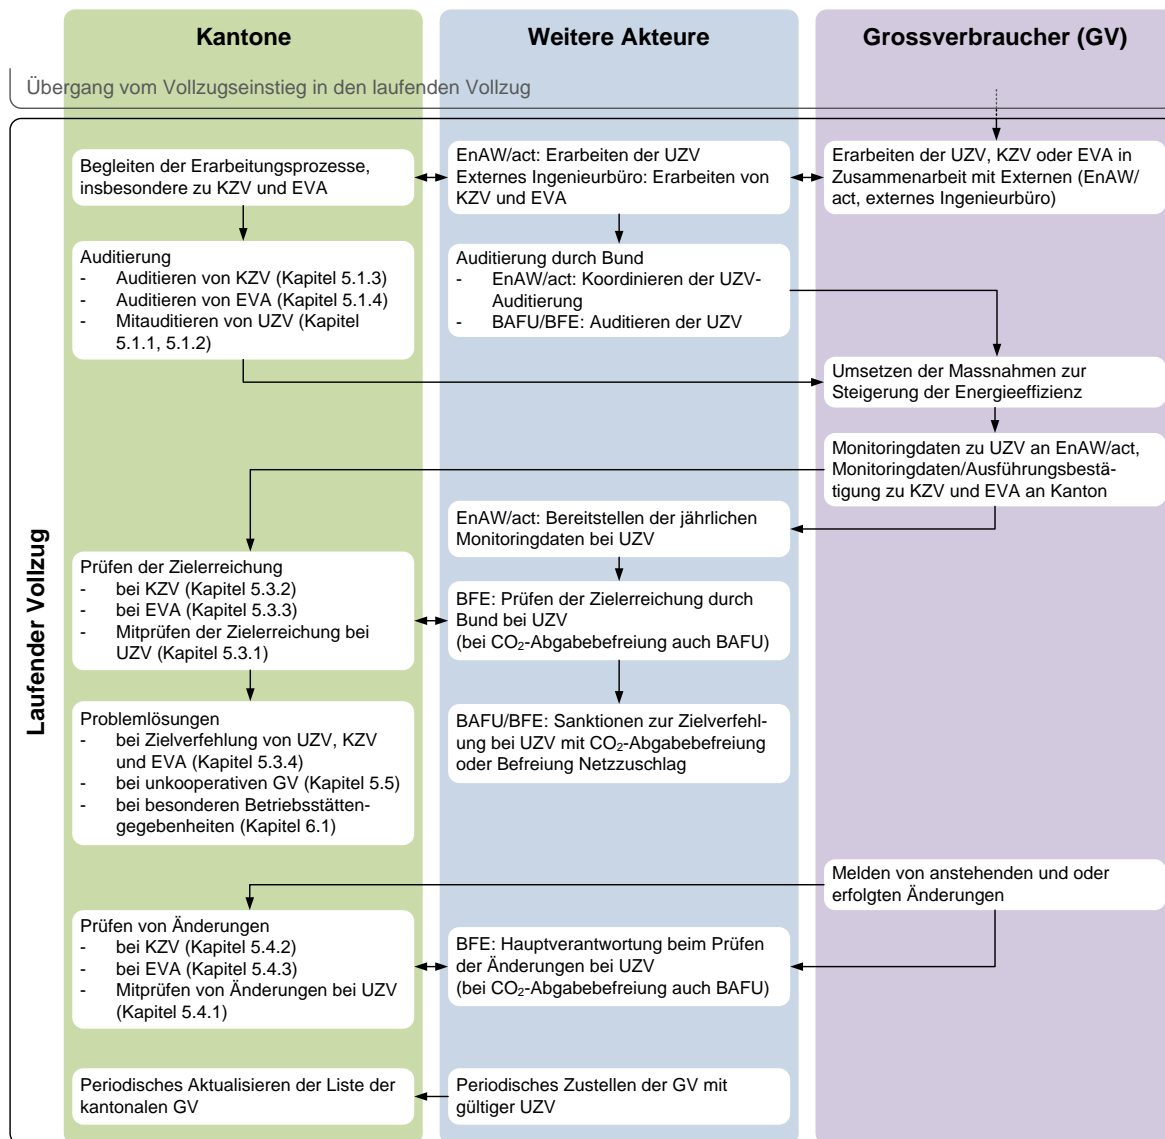 Kantone
Weitere Akteure
Grossverbraucher (GV)
Übergang vom Vollzugseinstieg in den laufenden Vollzug
Laufender Vollzug
Begleiten der Erarbeitungsprozesse,
insbesondere zu KZV und EVA
EnAW/act: Erarbeiten der UZV
Externes Ingenieurbüro: Erarbeiten von
KZV und EVA
Erarbeiten der UZV, KZV oder EVA in
Zusammenarbeit mit Externen (EnAW/
act, externes Ingenieurbüro)
Auditierung
- Auditieren von KZV (Kapitel 5.1.3)
- Auditieren von EVA (Kapitel 5.1.4)
- Mitauditieren von UZV (Kapitel
5.1.1, 5.1.2)
Auditierung durch Bund
- EnAW/act: Koordinieren der UZV-
Auditierung
- BAFU/BFE: Auditieren der UZV
Umsetzen der Massnahmen zur
Steigerung der Energieeffizienz
Monitoringdaten zu UZV an EnAW/act,
Monitoringdaten/Ausführungsbestä-
tigung zu KZV und EVA an Kanton
EnAW/act: Bereitstellen der jährlichen
Monitoringdaten bei UZV
Prüfen der Zielerreichung
- bei KZV (Kapitel 5.3.2)
- bei EVA (Kapitel 5.3.3)
- Mitprüfen der Zielerreichung bei
UZV (Kapitel 5.3.1)
BFE: Prüfen der Zielerreichung durch
Bund bei UZV
(bei CO₂-Abgabebefreiung auch BAFU)
Problemlösungen
- bei Zielverfehlung von UZV, KZV
und EVA (Kapitel 5.3.4)
- bei unkooperativen GV (Kapitel 5.5)
- bei besonderen Betriebsstätten-
gegebenheiten (Kapitel 6.1)
BAFU/BFE: Sanktionen zur Zielverfeh-
lung bei UZV mit CO₂-Abgabebefreiung
oder Befreiung Netzzuschlag
Melden von anstehenden und oder
erfolgten Änderungen
Prüfen von Änderungen
- bei KZV (Kapitel 5.4.2)
- bei EVA (Kapitel 5.4.3)
- Mitprüfen von Änderungen bei UZV
(Kapitel 5.4.1)
BFE: Hauptverantwortung beim Prüfen
der Änderungen bei UZV
(bei CO₂-Abgabebefreiung auch BAFU)
Periodisches Aktualisieren der Liste der
kantonalen GV
Periodisches Zustellen der GV mit
gültiger UZV